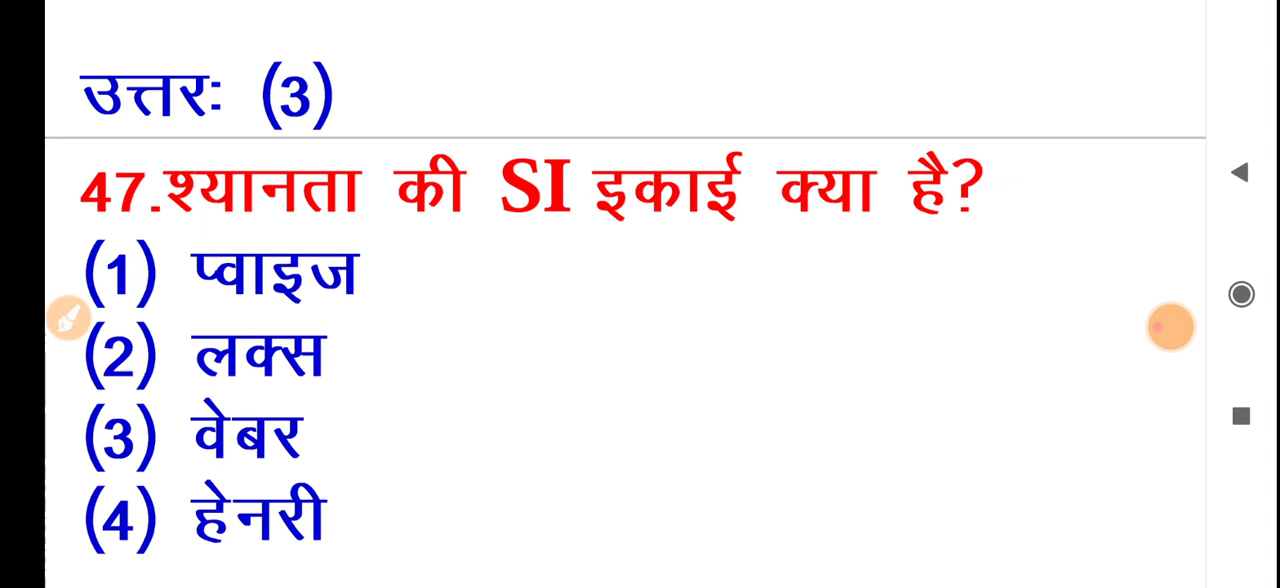 उत्तरः (3)
47.श्यानता की SI इकाई क्या है?
(1) प्वाइज
(2) लक्स
(3) वेबर
(4) हेनरी